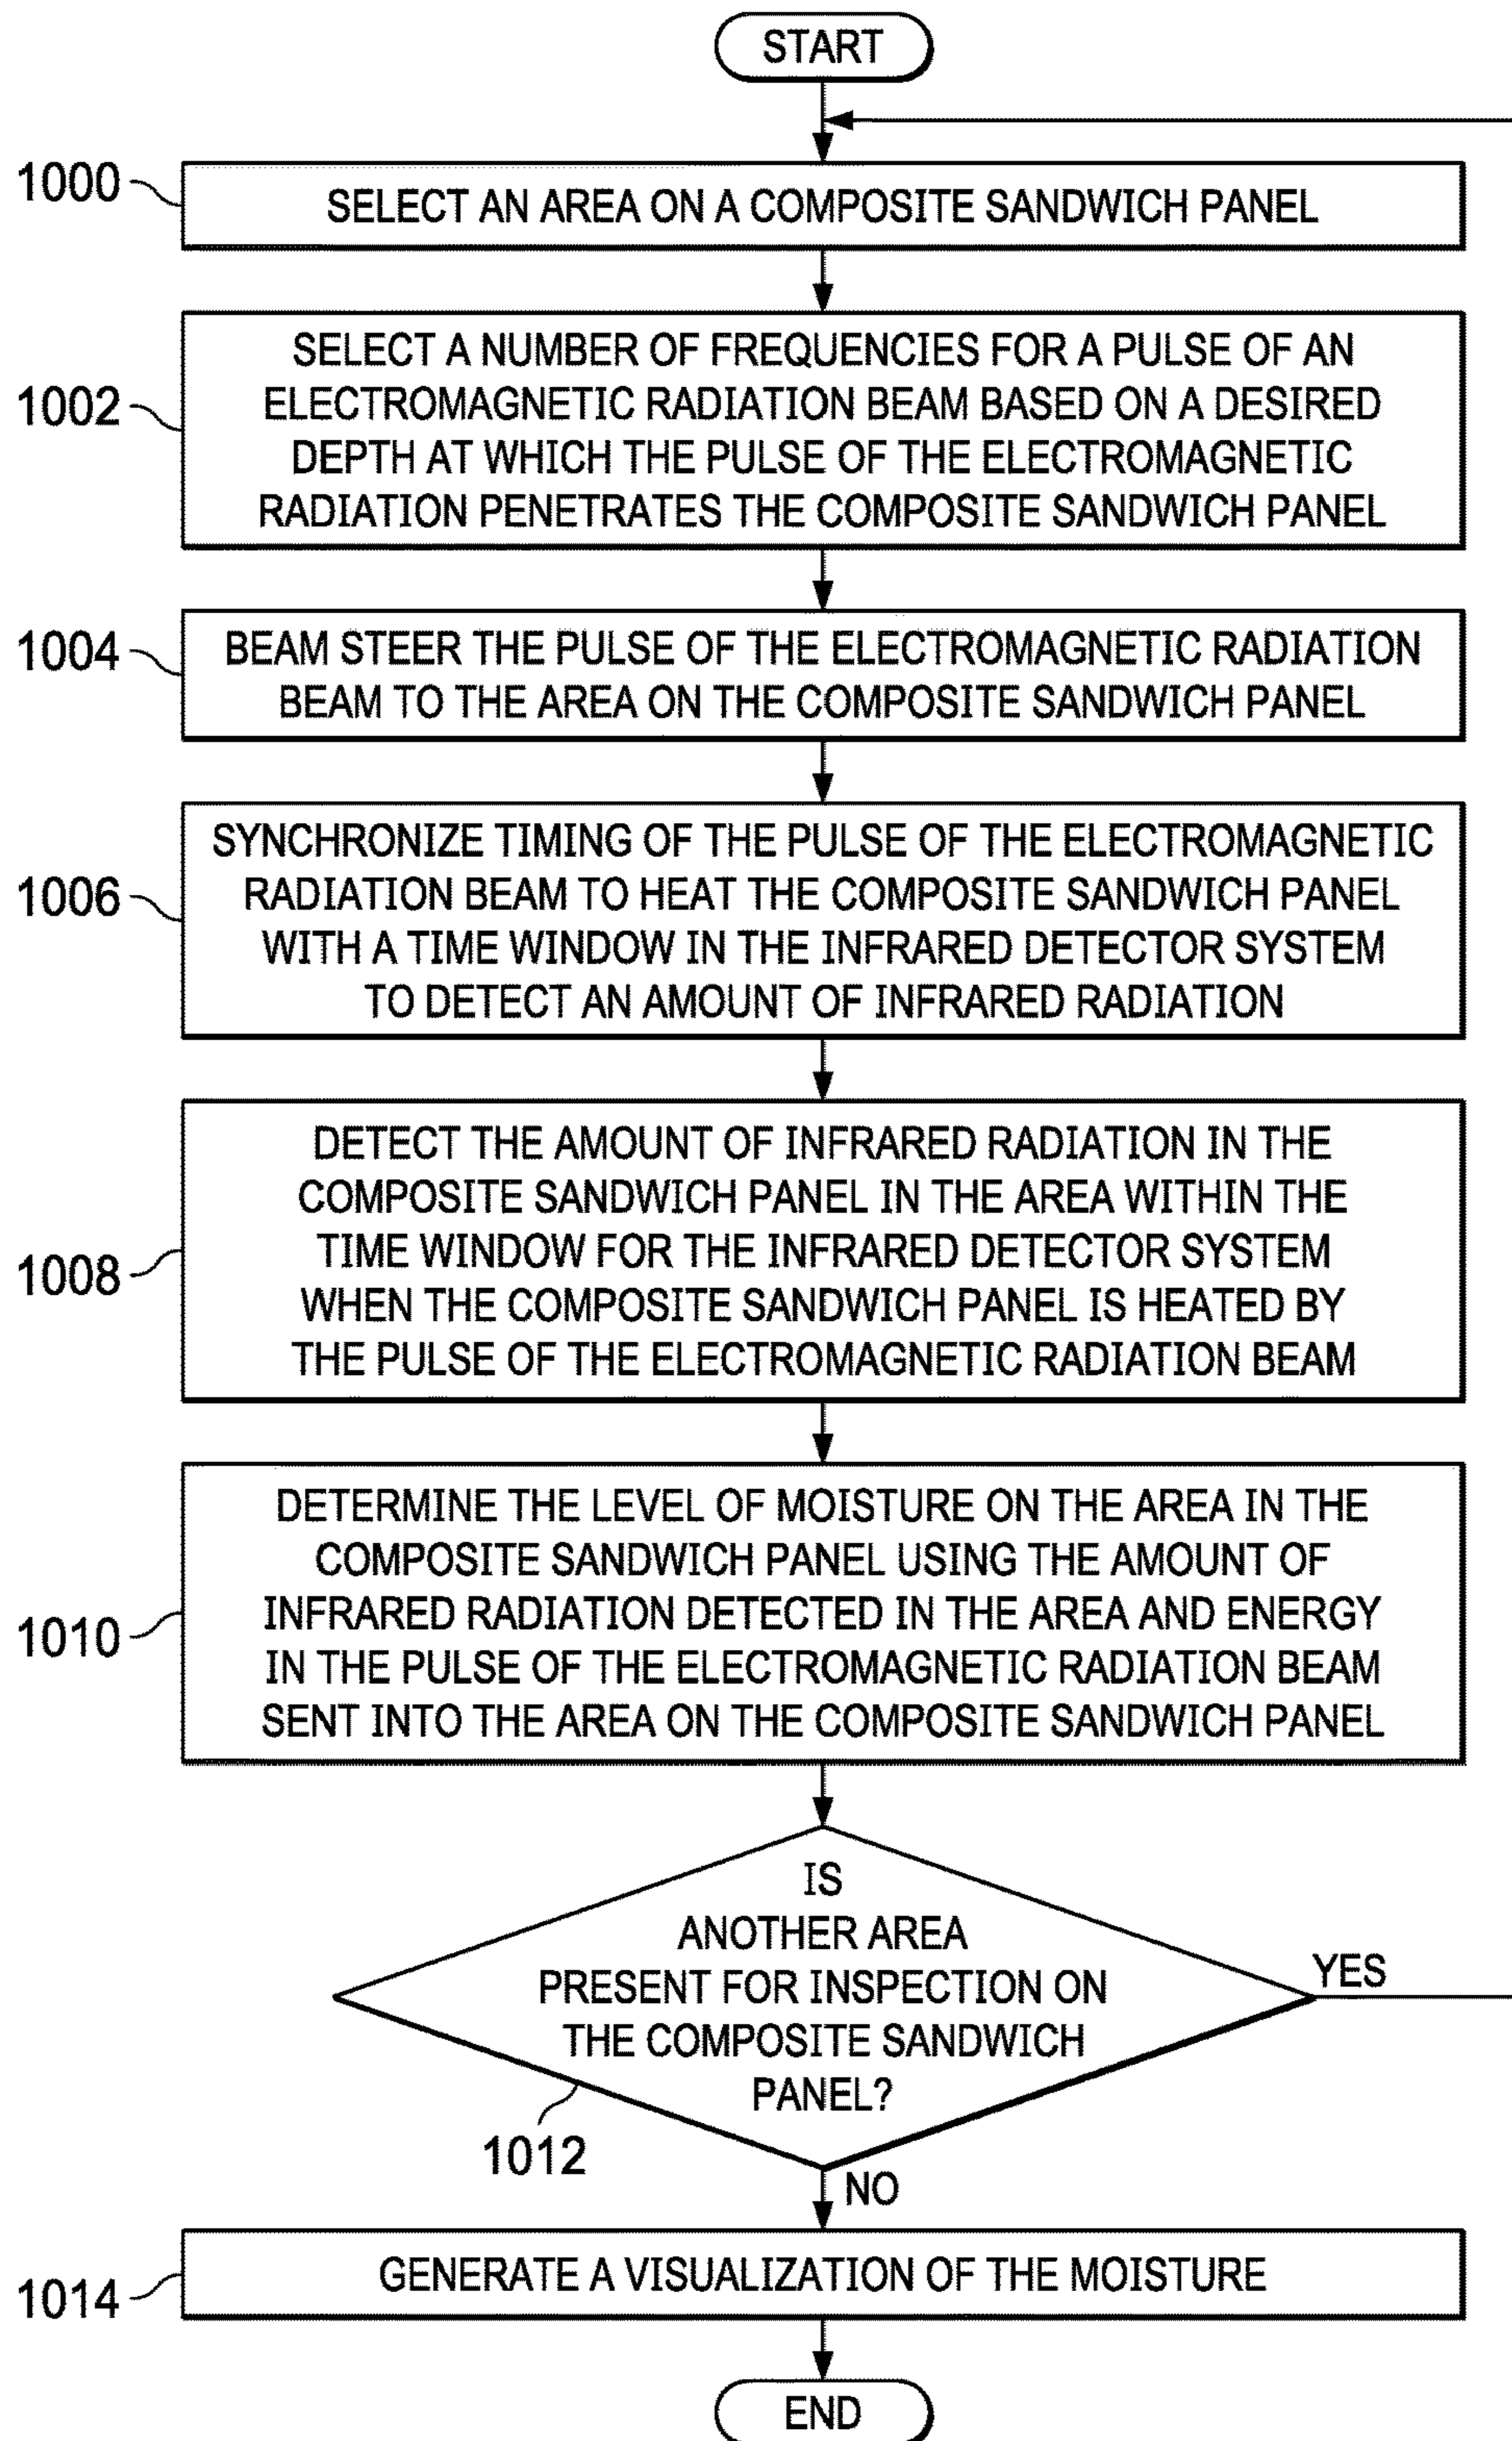 START
1000
SELECT AN AREA ON A COMPOSITE SANDWICH PANEL
1002
SELECT A NUMBER OF FREQUENCIES FOR A PULSE OF AN
ELECTROMAGNETIC RADIATION BEAM BASED ON A DESIRED
DEPTH AT WHICH THE PULSE OF THE ELECTROMAGNETIC
RADIATION PENETRATES THE COMPOSITE SANDWICH PANEL
1004
BEAM STEER THE PULSE OF THE ELECTROMAGNETIC RADIATION
BEAM TO THE AREA ON THE COMPOSITE SANDWICH PANEL
1006
SYNCHRONIZE TIMING OF THE PULSE OF THE ELECTROMAGNETIC
RADIATION BEAM TO HEAT THE COMPOSITE SANDWICH PANEL
WITH A TIME WINDOW IN THE INFRARED DETECTOR SYSTEM
TO DETECT AN AMOUNT OF INFRARED RADIATION
1008
DETECT THE AMOUNT OF INFRARED RADIATION IN THE
COMPOSITE SANDWICH PANEL IN THE AREA WITHIN THE
TIME WINDOW FOR THE INFRARED DETECTOR SYSTEM
WHEN THE COMPOSITE SANDWICH PANEL IS HEATED BY
THE PULSE OF THE ELECTROMAGNETIC RADIATION BEAM
1010
DETERMINE THE LEVEL OF MOISTURE ON THE AREA IN THE
COMPOSITE SANDWICH PANEL USING THE AMOUNT OF
INFRARED RADIATION DETECTED IN THE AREA AND ENERGY
IN THE PULSE OF THE ELECTROMAGNETIC RADIATION BEAM
SENT INTO THE AREA ON THE COMPOSITE SANDWICH PANEL
IS
ANOTHER AREA
PRESENT FOR INSPECTION ON
THE COMPOSITE SANDWICH
PANEL?
YES
1012
NO
1014
GENERATE A VISUALIZATION OF THE MOISTURE
END